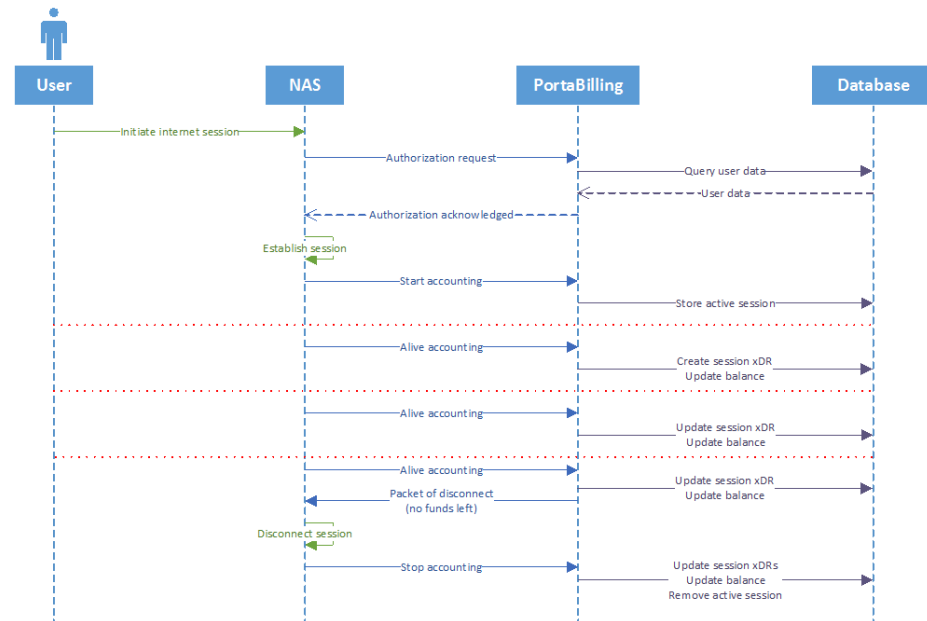 User
NAS
PortaBilling
Database
Initiate internet session
Authorization request
Query user data
User data
Authorization acknowledged
Establish session
Start accounting
Store active session
Alive accounting
Create session xDR
Update balance
Alive accounting
Update session xDR
Update balance
Alive accounting
Update session xDR
Update balance
Packet of disconnect
(no funds left)
Disconnect session
Stop accounting
Update session xDRs
Update balance
Remove active session